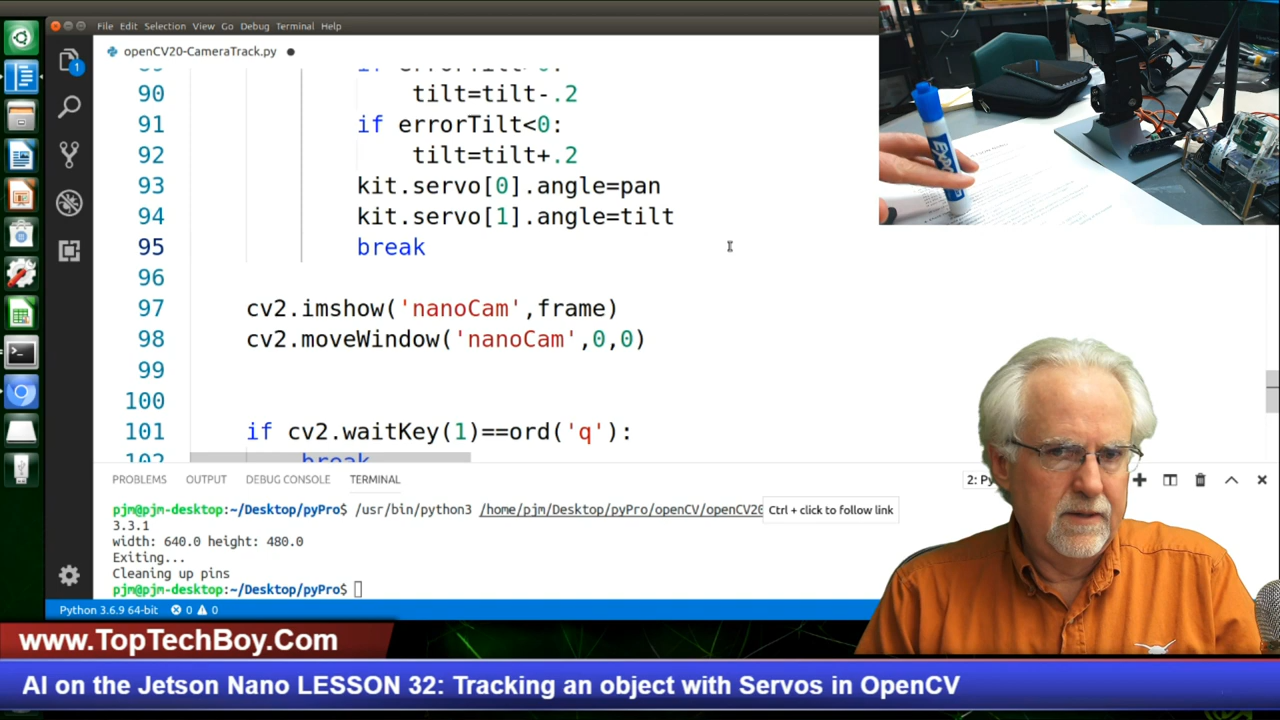 File Edit Selection View Go Debug Terminal Help
openCV20-CameraTrack.py
1
90 tilt=tilt-.2
91 if errorTilt<0:
92 tilt=tilt+.2
93 kit.servo[0].angle=pan
94 kit.servo[1].angle=tilt
95 break
96
97 cv2.imshow('nanoCam',frame)
98 cv2.moveWindow('nanoCam',0,0)
99
100
101 if cv2.waitKey(1)==ord('q'):
102 break
PROBLEMS OUTPUT DEBUG CONSOLE TERMINAL 2: Py
pjm@pjm-desktop:~/Desktop/pyPro$ /usr/bin/python3 /home/pjm/Desktop/pyPro/openCV/openCV20
Ctrl + click to follow link
3.3.1
width: 640.0 height: 480.0
Exiting...
Cleaning up pins
pjm@pjm-desktop:~/Desktop/pyPro$
Python 3.6.9 64-bit 0 0
EXPO
www.TopTechBoy.Com
AI on the Jetson Nano LESSON 32: Tracking an object with Servos in OpenCV